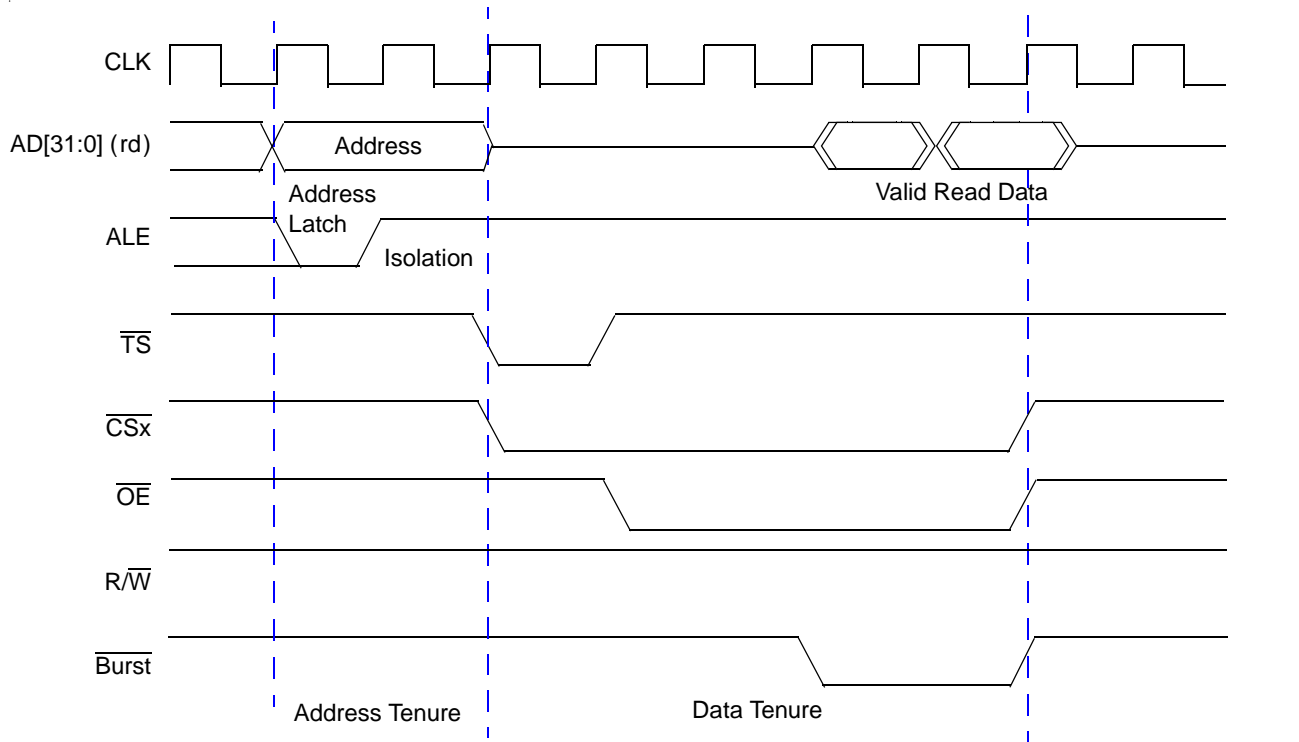 CLK
AD[31:0] (rd)
Address
Valid Read Data
Address
Latch
ALE
Isolation
TS
CSx
OE
R/W
Burst
Address Tenure
Data Tenure